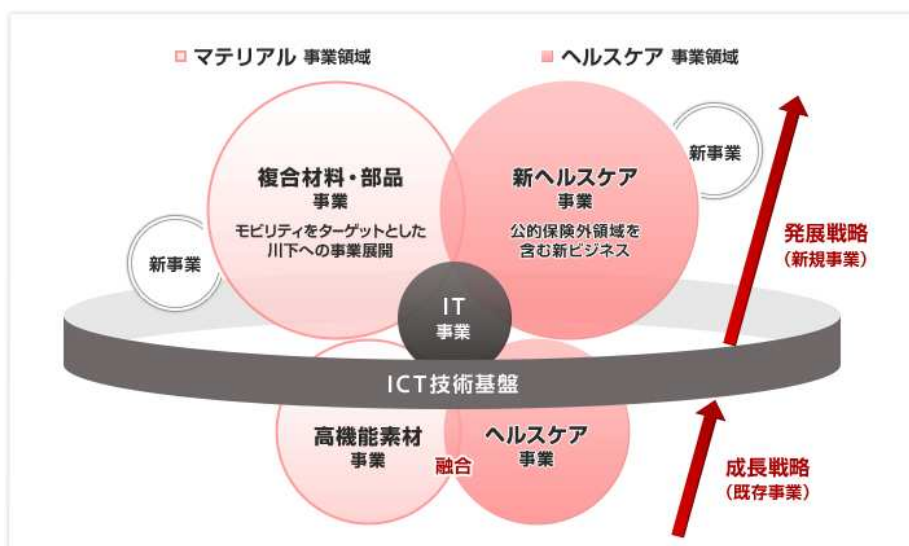 マテリアル 事業領域
ヘルスケア 事業領域
新事業
複合材料・部品
事業
モビリティをターゲットとした
川下への事業展開
新ヘルスケア
事業
公的保険外領域を
含む新ビジネス
新事業
発展戦略
(新規事業)
IT
事業
ICT技術基盤
高機能素材
事業
融合
ヘルスケア
事業
成長戦略
(既存事業)